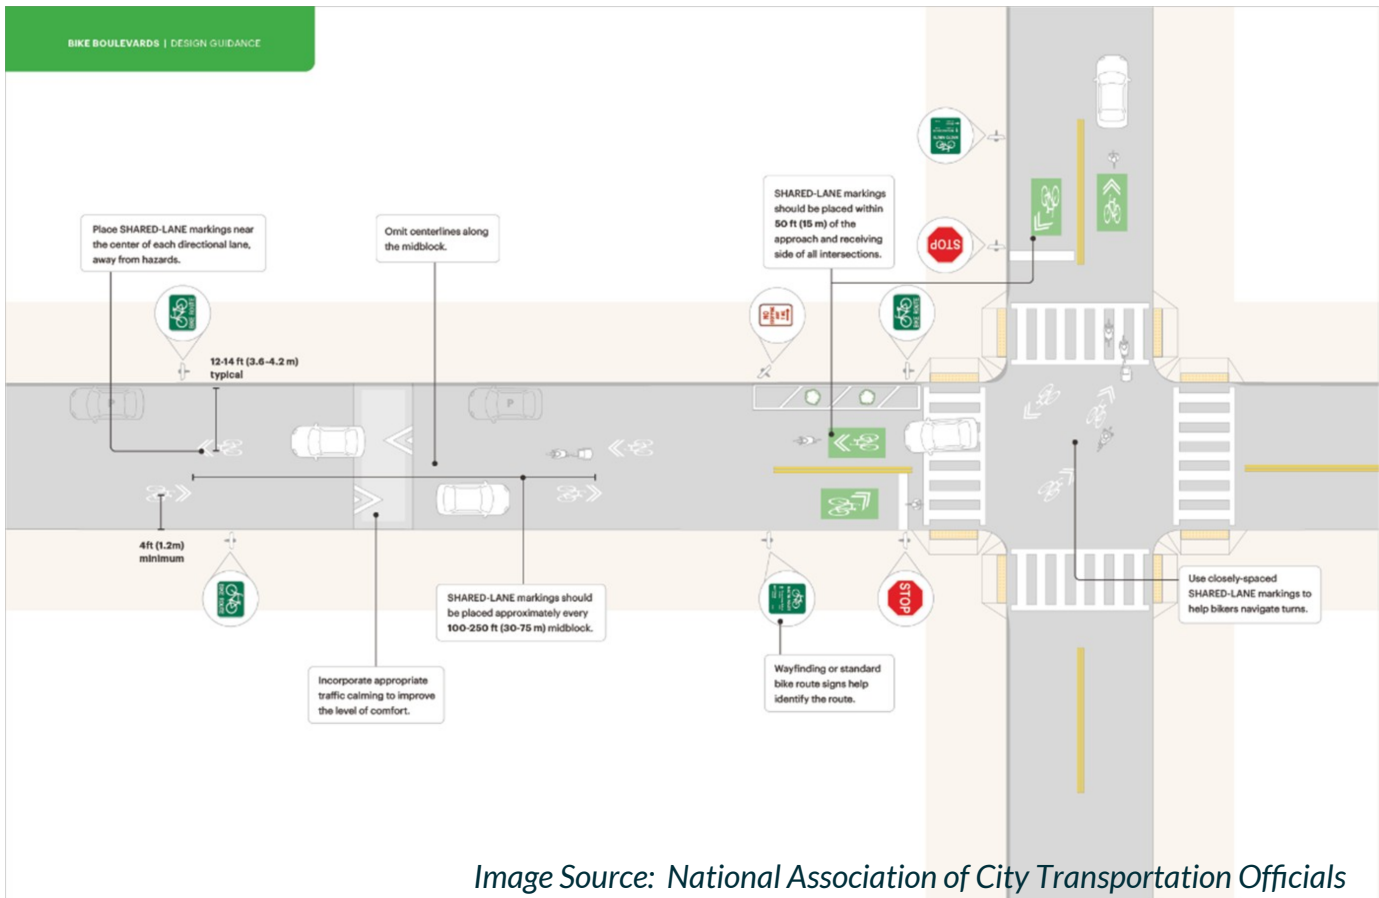 BIKE BOULEVARDS | DESIGN GUIDANCE
SHARED-LANE markings
should be placed within
50 ft (15 m) of the
approach and receiving
side of all intersections.
Place SHARED-LANE markings near
the center of each directional lane,
away from hazards.
Omit centerlines along
the midblock.
STOP
12-14 ft (3.6-4.2 m)
typical
P
P
4ft (1.2m)
minimum
BIKE ROUTE
STOP
SHARED-LANE markings should
be placed approximately every
100-250 ft (30-75 m) midblock.
Use closely-spaced
SHARED-LANE markings to
help bikers navigate turns.
Incorporate appropriate
traffic calming to improve
the level of comfort.
Wayfinding or standard
bike route signs help
identify the route.
Image Source: National Association of City Transportation Officials